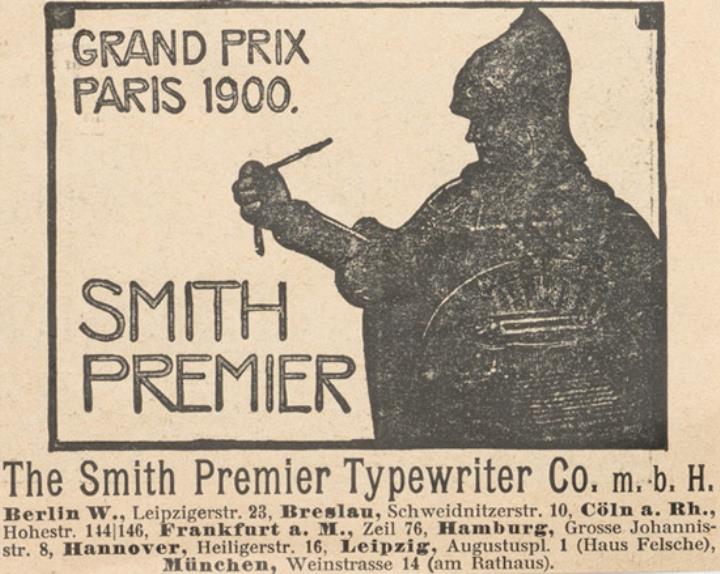 GRAND PRIX
PARIS 1900.
SMITH
PREMIER
The Smith Premier Typewriter Co. m. b. H.
Berlin W., Leipzigerstr. 23, Breslau, Schweidnitzerstr. 10, Cöln a. Rh.,
Hohestr. 144|146, Frankfurt a. M., Zeil 76, Hamburg, Grosse Johannis-
str. 8, Hannover, Heiligerstr. 16, Leipzig, Augustuspl. 1 (Haus Felsche),
München, Weinstrasse 14 (am Rathaus).